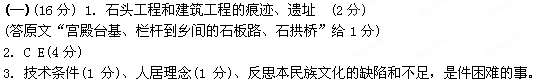 (一)(16 分) 1. 石头工程和建筑工程的痕迹、遗址 (2分)
(答原文“宫殿台基、栏杆到乡间的石板路、石拱桥”给 1分)
2. C E(4分)
3. 技术条件(1 分)、人居理念(1 分)、反思本民族文化的缺陷和不足，是件困难的事。